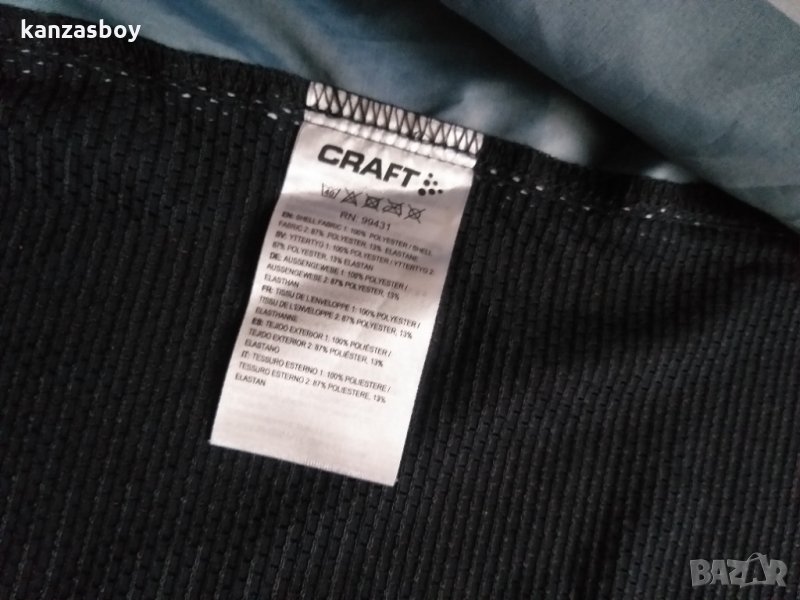 kanzasboy
CRAFT
40
RN. 99431
EN: SHELL FABRIC 1: 100% POLYESTER / SHELL
FABRIC 2: 87% POLYESTER, 13% ELASTANE
SV: YTTERTYG 1: 100% POLYESTER / YTTERTYG 2:
87% POLYESTER, 13% ELASTAN
DE: AUSSENGEWEBE 1: 100% POLYESTER /
AUSSENGEWEBE 2: 87% POLYESTER, 13%
ELASTHAN
FR: TISSU DE L'ENVELOPPE 1: 100% POLYESTER /
TISSU DE L'ENVELOPPE 2: 87% POLYESTER, 13%
ELASTHANNE
ES: TEJIDO EXTERIOR 1: 100% POLIÉSTER /
TEJIDO EXTERIOR 2: 87% POLIÉSTER, 13%
ELASTANO
IT: TESSURO ESTERNO 1: 100% POLIESTERE /
TESSURO ESTERNO 2: 87% POLIESTERE, 13%
ELASTAN
BAZAR